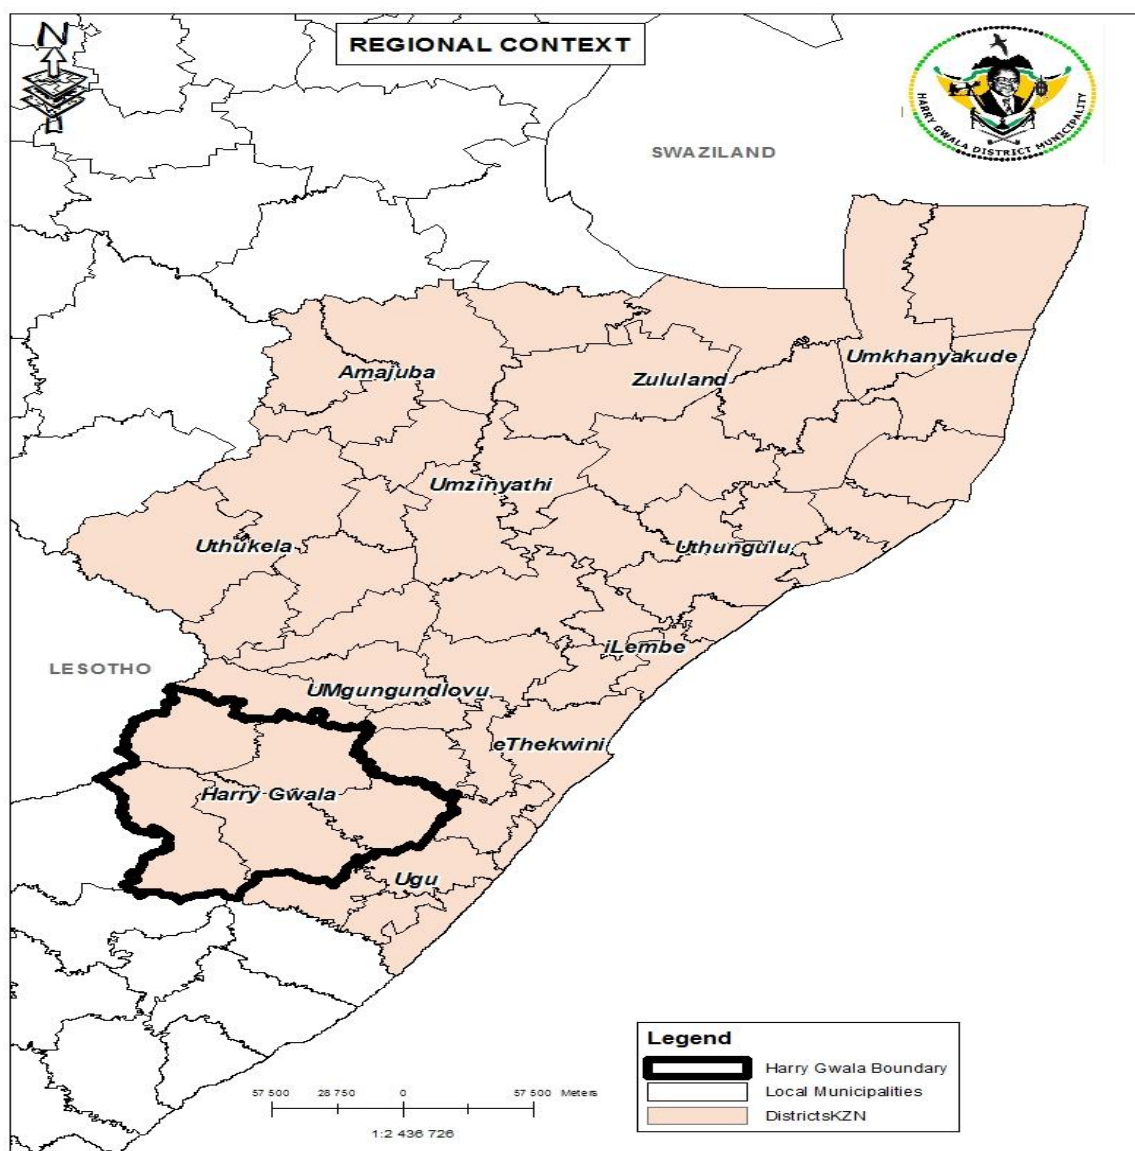 N
REGIONAL CONTEXT
HARRY GWALA DISTRICT MUNICIPALITY
SWAZILAND
Umkhanyakude
Amajuba
Zululand
Umzinyathi
Uthukela
Uthungulu
iLembe
LESOTHO
UMgungundlovu
eThekwini
Harry Gwala
Ugu
Legend
Harry Gwala Boundary
Local Municipalities
DistrictsKZN
57 500 28 750 0 57 500 Meters
1:2 436 726